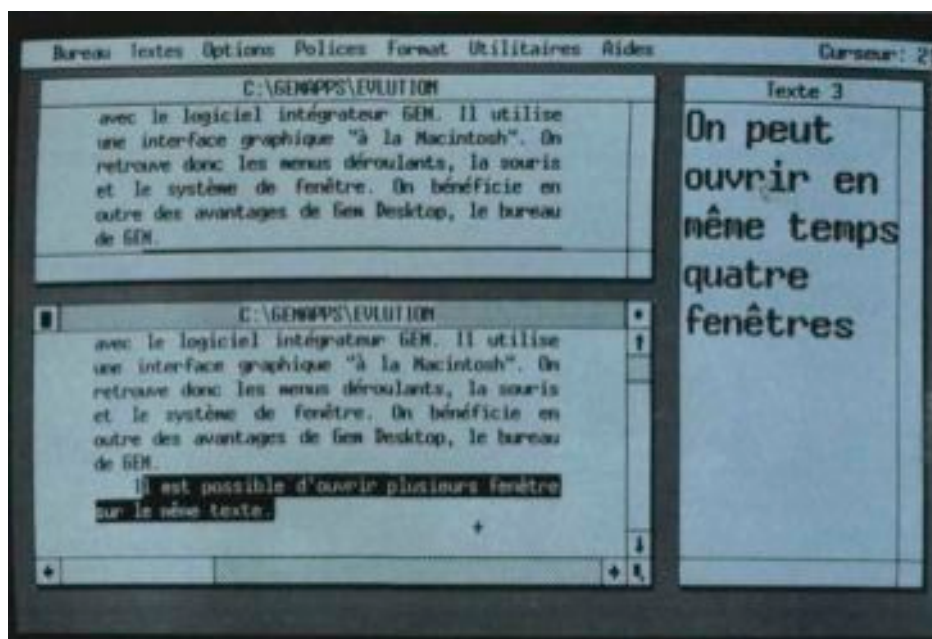 Bureau Textes Options Polices Format Utilitaires Aides Curseur: 2
C:\GEMAPPS\EVLUTION
avec le logiciel intégrateur GEM. Il utilise
une interface graphique "à la Macintosh". On
retrouve donc les menus déroulants, la souris
et le système de fenêtre. On bénéficie en
outre des avantages de Gem Desktop, le bureau
de GEM.
C:\GEMAPPS\EVLUTION
avec le logiciel intégrateur GEM. Il utilise
une interface graphique "à la Macintosh". On
retrouve donc les menus déroulants, la souris
et le système de fenêtre. On bénéficie en
outre des avantages de Gem Desktop, le bureau
de GEM.
Il est possible d'ouvrir plusieurs fenêtre
sur le même texte.
Texte 3
On peut
ouvrir en
même temps
quatre
fenêtres